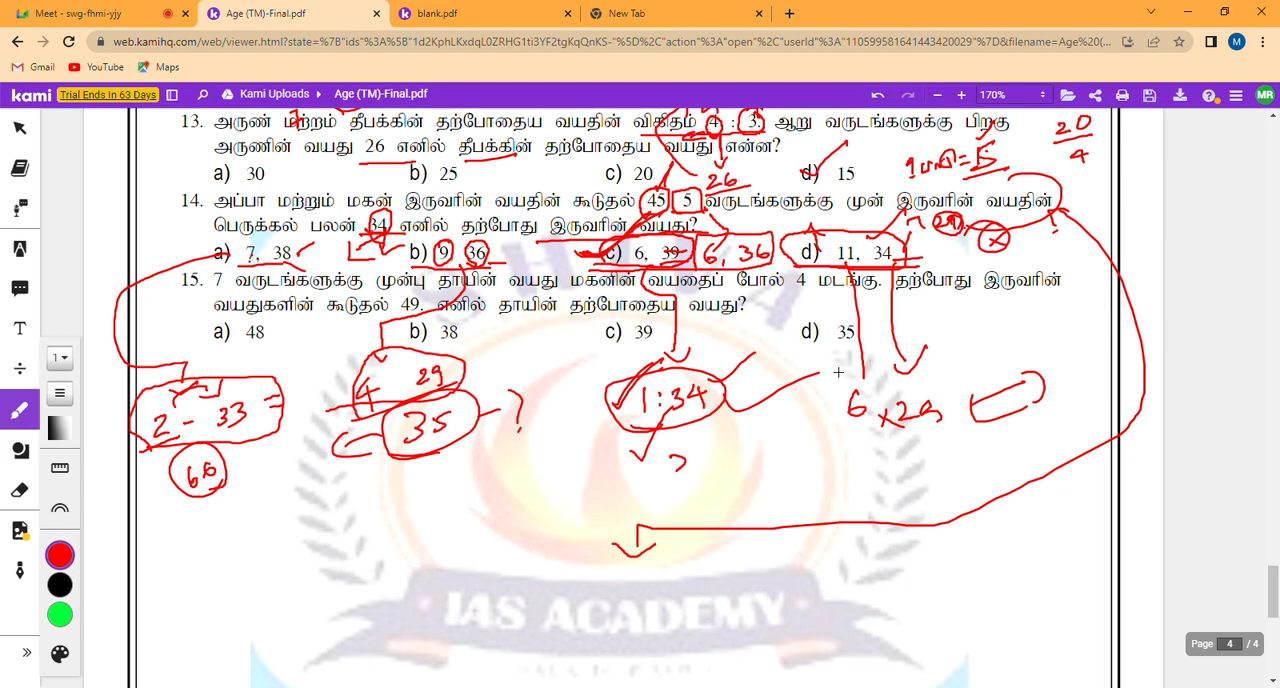 Meet - swg-fhmi-yjy
Age (TM)-Final.pdf
blank.pdf
New Tab
web.kamihq.com/web/viewer.html?state=%7B"ids"%3A%5B"1d2KphLKxdqL0ZRHG1ti3YF2tgKqQnKS-"%5D%2C"action"%3A"open"%2C"userId"%3A"110599581641443420029"%7D&filename=Age%20(...
M
Gmail
YouTube
Maps
kami
Trial Ends In 63 Days
Kami Uploads
Age (TM)-Final.pdf
170%
MR
13. அருண் மற்றும் தீபக்கின் தற்போதைய வயதின் விகிதம் 4 : 3. ஆறு வருடங்களுக்கு பிறகு
அருணின் வயது 26 எனில் தீபக்கின் தற்போதைய வயது என்ன?
20
4
a) 30 b) 25 c) 20 d) 15
26
14. அப்பா மற்றும் மகன் இருவரின் வயதின் கூடுதல் 45 5 வருடங்களுக்கு முன் இருவரின் வயதின்
பெருக்கல் பலன் 34 எனில் தற்போது இருவரின் வயது?
a) 7, 38 b) 9, 36 c) 6, 39 6, 36 d) 11, 34
15. 7 வருடங்களுக்கு முன்பு தாயின் வயது மகனின் வயதைப் போல் 4 மடங்கு. தற்போது இருவரின்
வயதுகளின் கூடுதல் 49. எனில் தாயின் தற்போதைய வயது?
a) 48 b) 38 c) 39 d) 35
2 - 33
66
4 29
35
?
1:34
6 x 29
IAS ACADEMY
Page 4 / 4